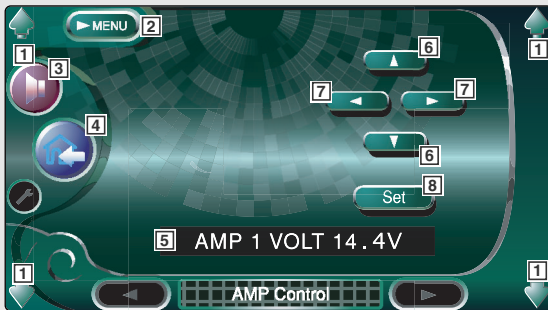 ►MENU 2
1 3 6 1
7 7
4
6
8
Set
5 AMP 1 VOLT 14.4V
1 1
AMP Control